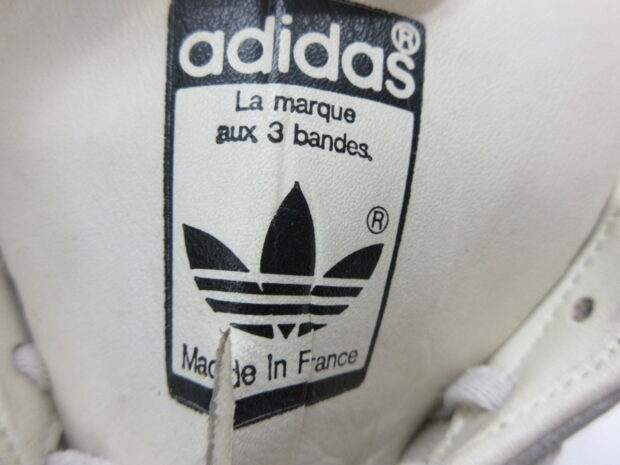 adidas®
La marque
aux 3 bandes.
®
Made In France